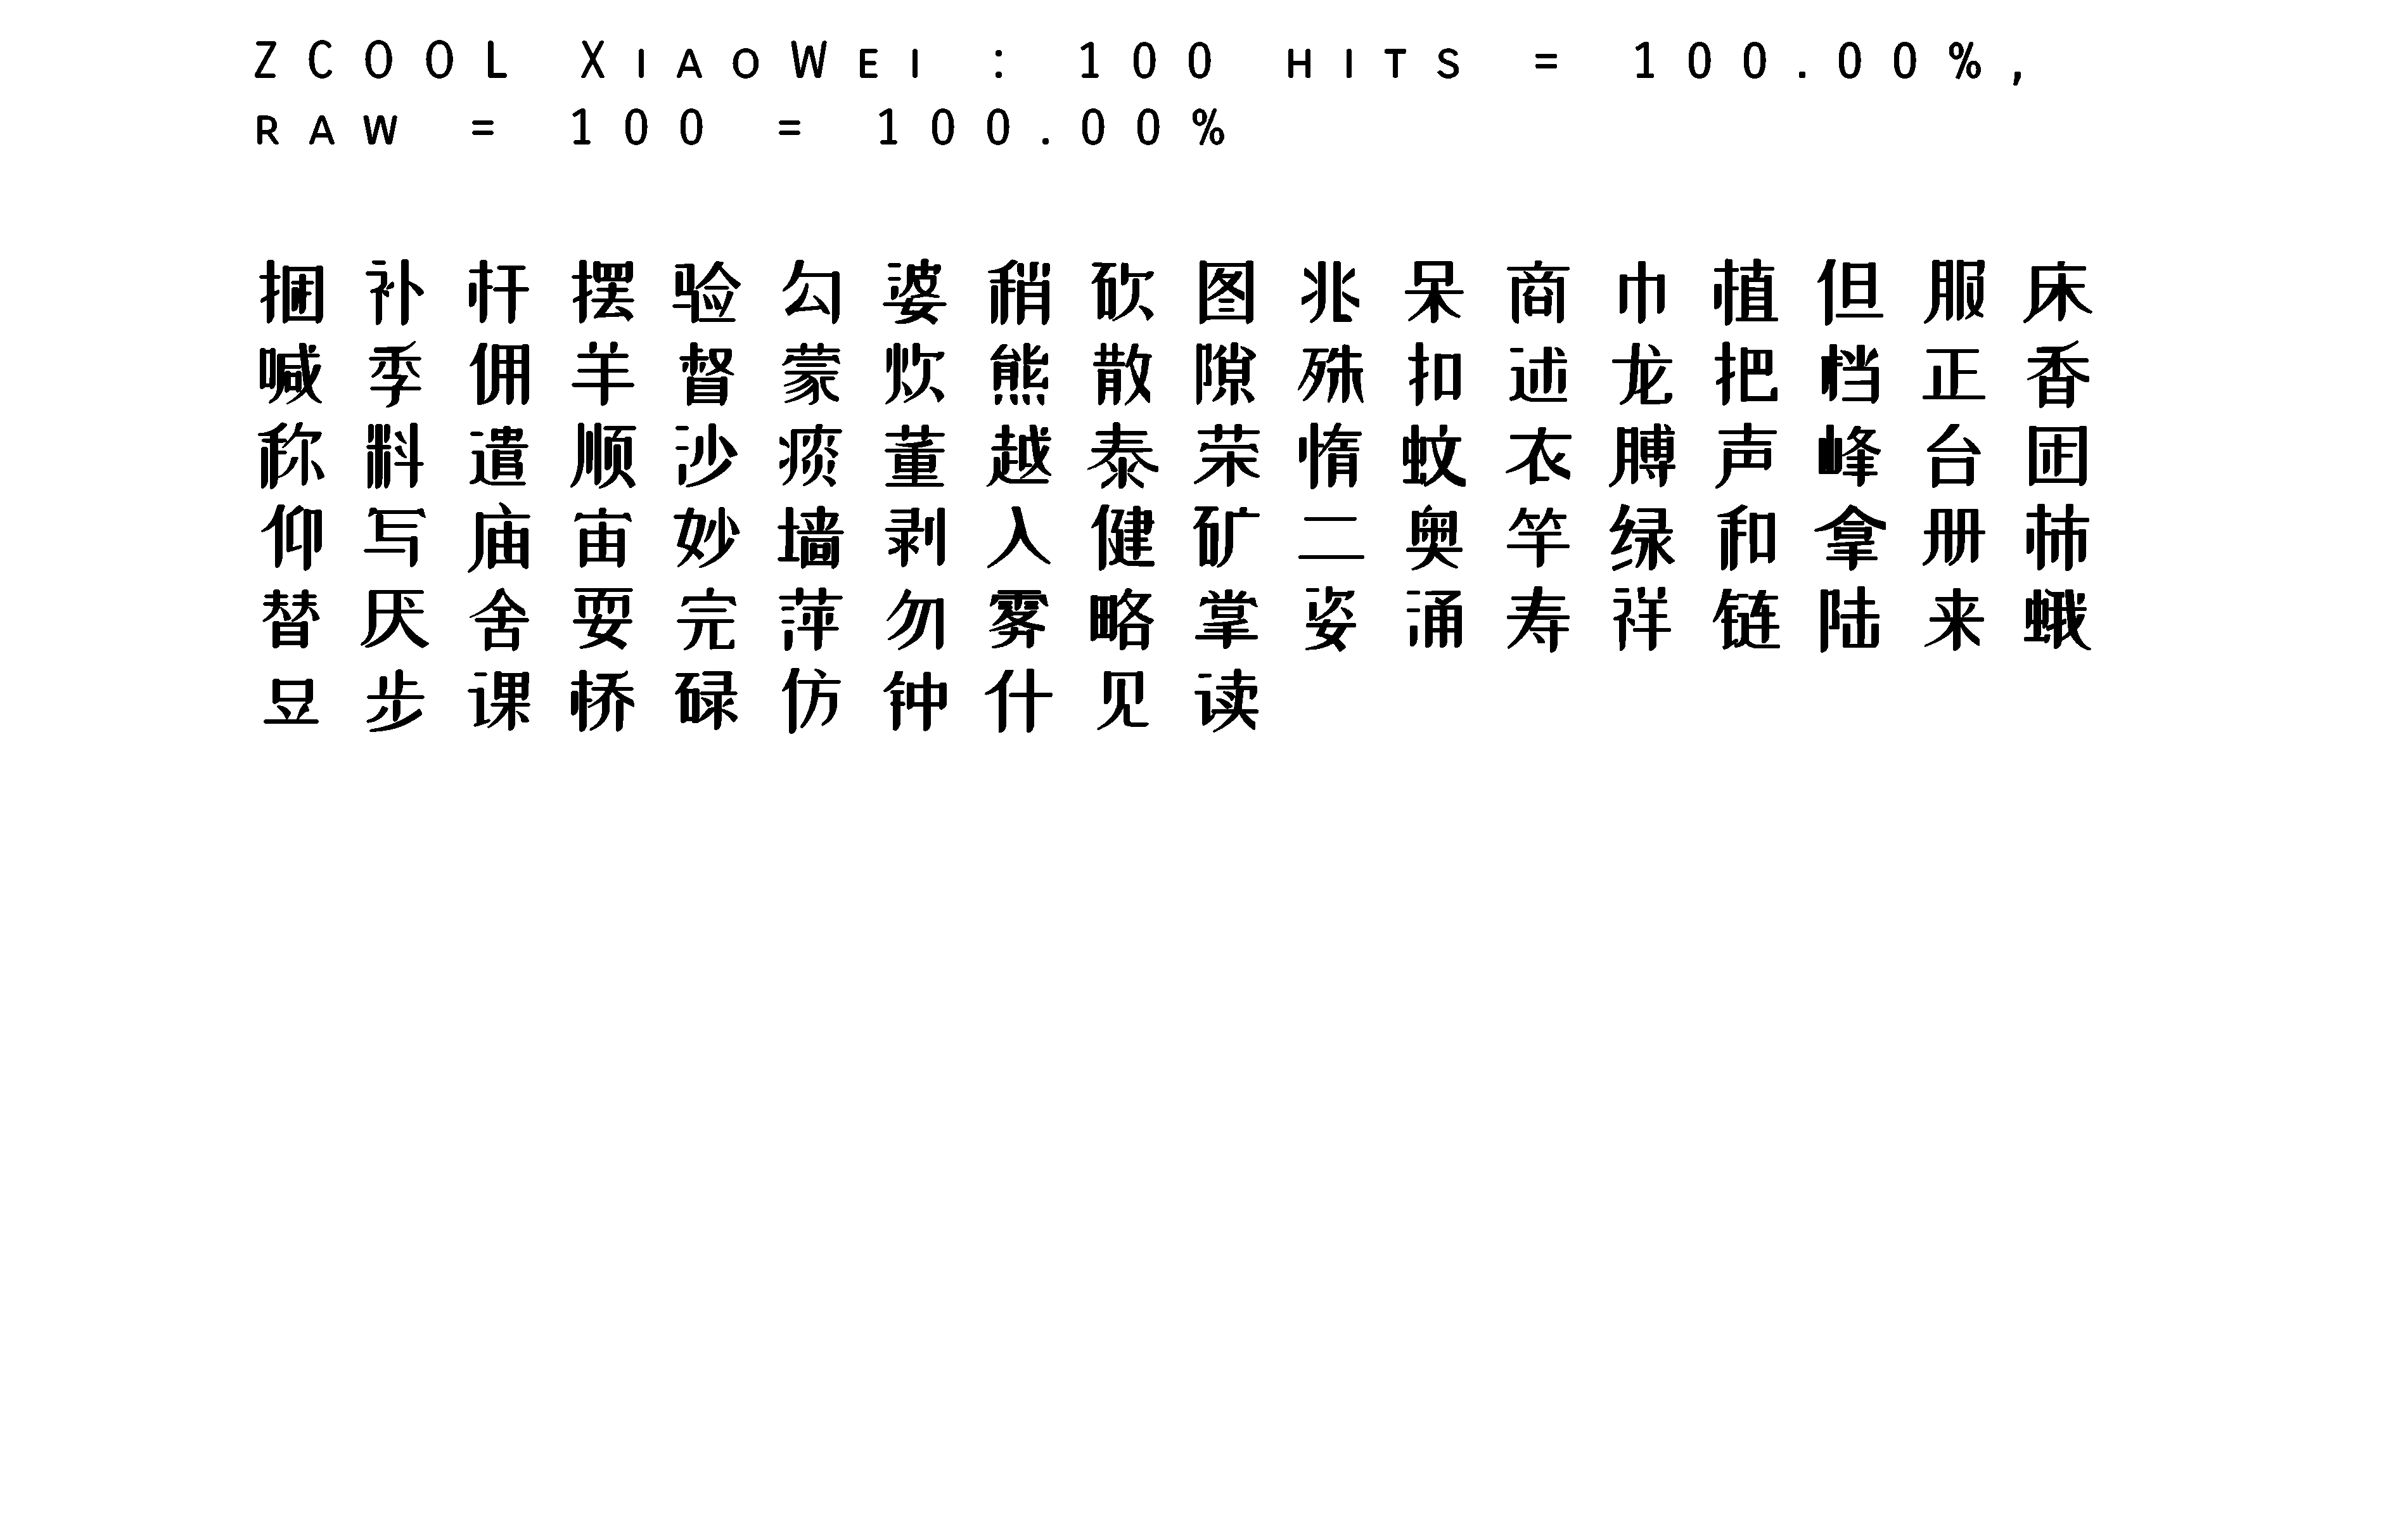 ZCOOL XiaoWei : 100 hits = 100.00%,
raw = 100 = 100.00%
捆补杆摆验勾婆稍砍图兆呆商巾植但服床
喊季佣羊督蒙炊熊散隙殊扣述龙把档正香
称料遣顺沙痰董越泰荣惰蚊衣膊声峰台团
仰写庙宙妙墙剥入健矿二奥竿绿和拿册柿
替厌舍耍完萍勿雾略掌姿涌寿祥链陆来蛾
显步课桥碌仿钟什见读